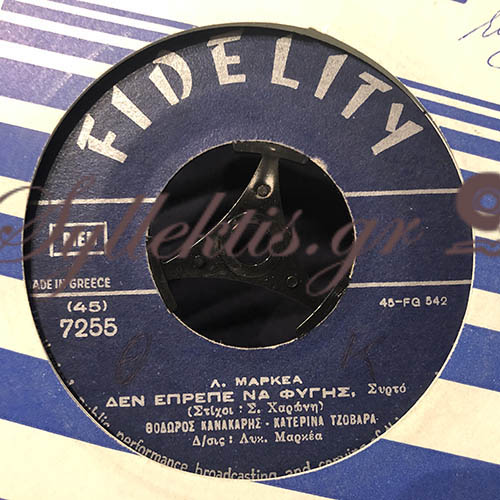 FIDELITY
Syllektis.gr
MADE IN GREECE
(45)
7255
45-FG 542
Λ. ΜΑΡΚΕΑ
ΔΕΝ ΕΠΡΕΠΕ ΝΑ ΦΥΓΗΣ, Συρτό
(Στίχοι : Σ. Χαρώνη)
ΘΟΔΩΡΟΣ ΚΑΝΑΚΑΡΗΣ - ΚΑΤΕΡΙΝΑ ΤΖΟΒΑΡΑ
Δ/σις : Λυκ. Μαρκέα
public performance broadcasting and